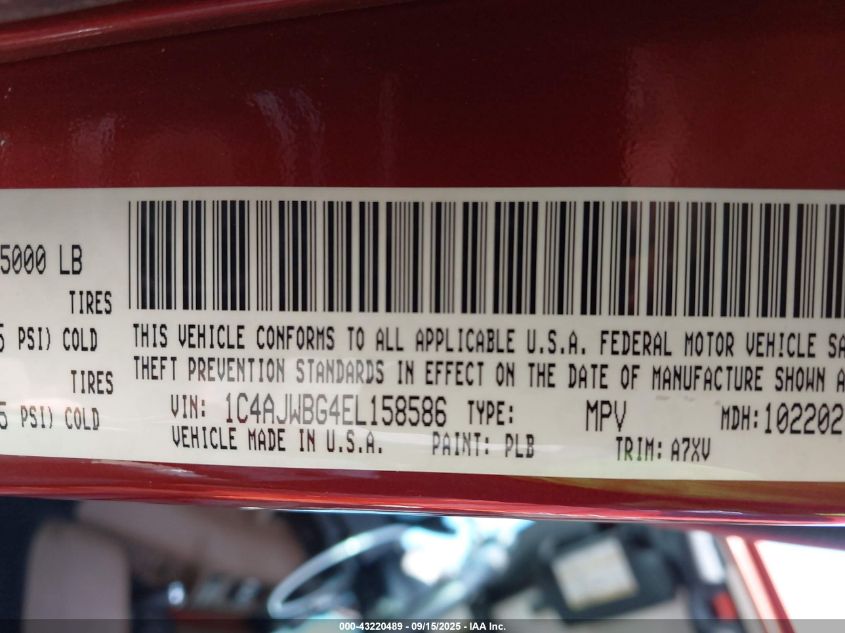 5000 LB
TIRES
5 PSI) COLD
TIRES
5 PSI) COLD
THIS VEHICLE CONFORMS TO ALL APPLICABLE U.S.A. FEDERAL MOTOR VEHICLE SA
THEFT PREVENTION STANDARDS IN EFFECT ON THE DATE OF MANUFACTURE SHOWN A
VIN: 1C4AJWBG4EL158586 TYPE: MPV MDH: 102202
VEHICLE MADE IN U.S.A. PAINT: PLB TRIM: A7XV
000-43220489 - 09/15/2025 - IAA Inc.